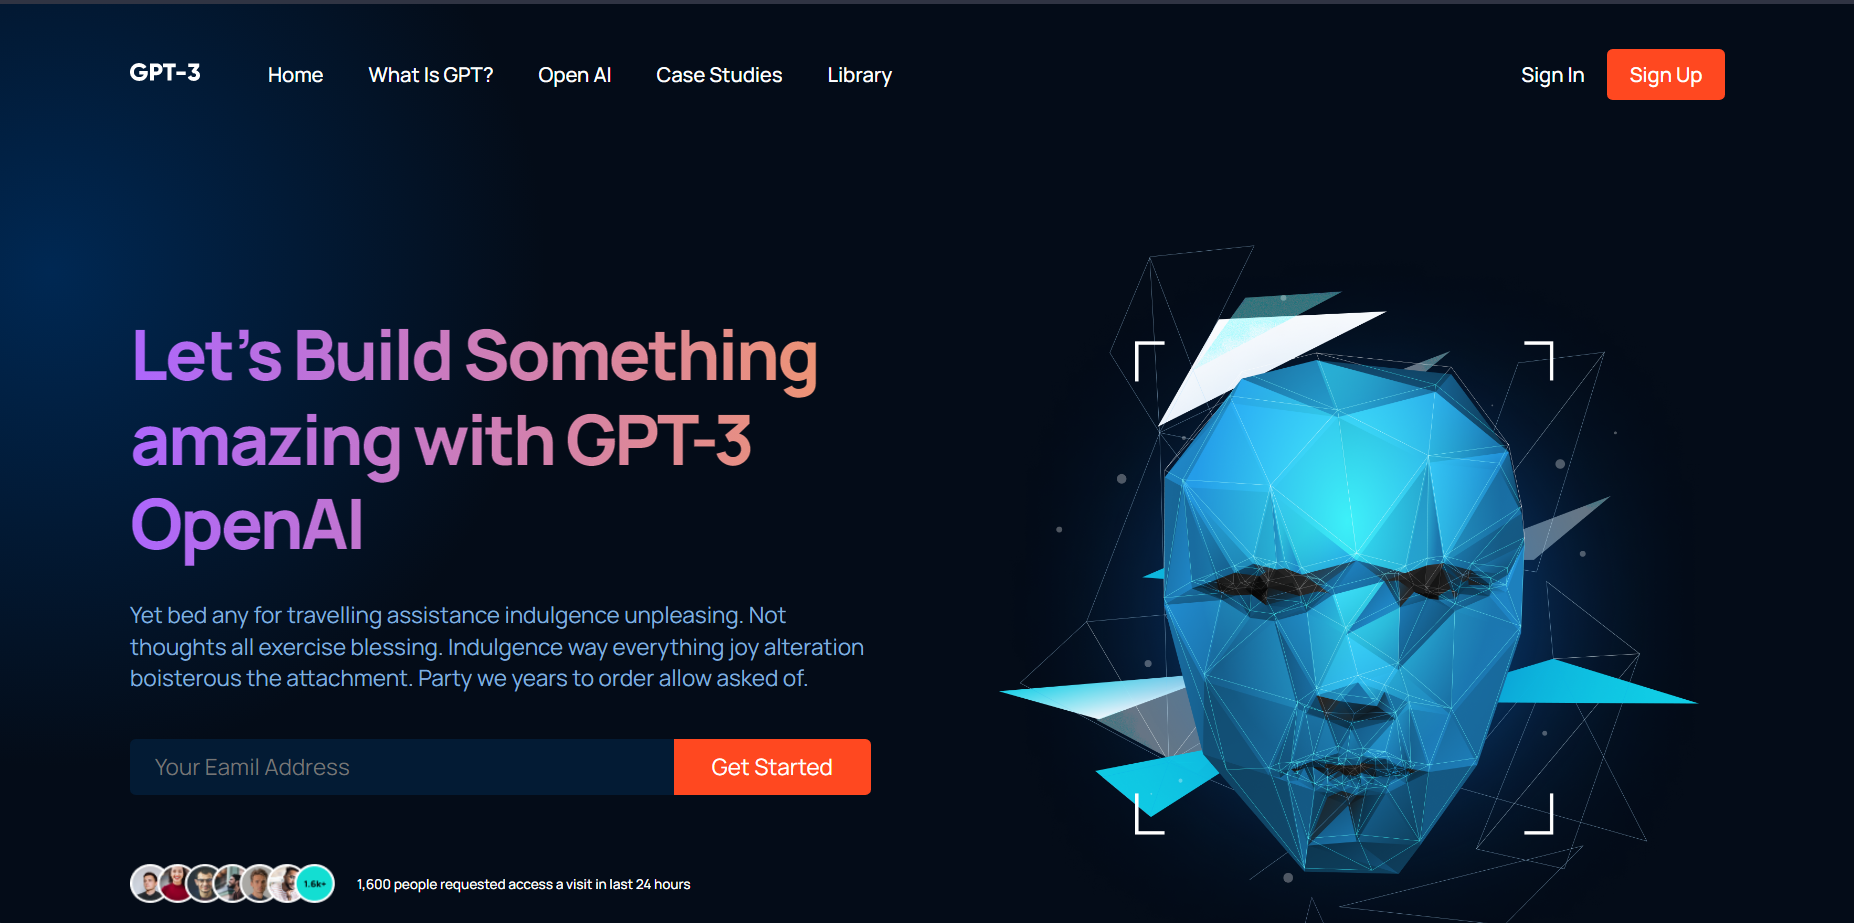 GPT-3
Home What Is GPT? Open AI Case Studies Library
Sign In Sign Up
Let’s Build Something
amazing with GPT-3
OpenAI
Yet bed any for travelling assistance indulgence unpleasing. Not
thoughts all exercise blessing. Indulgence way everything joy alteration
boisterous the attachment. Party we years to order allow asked of.
Your Eamil Address
Get Started
1.6k+
1,600 people requested access a visit in last 24 hours